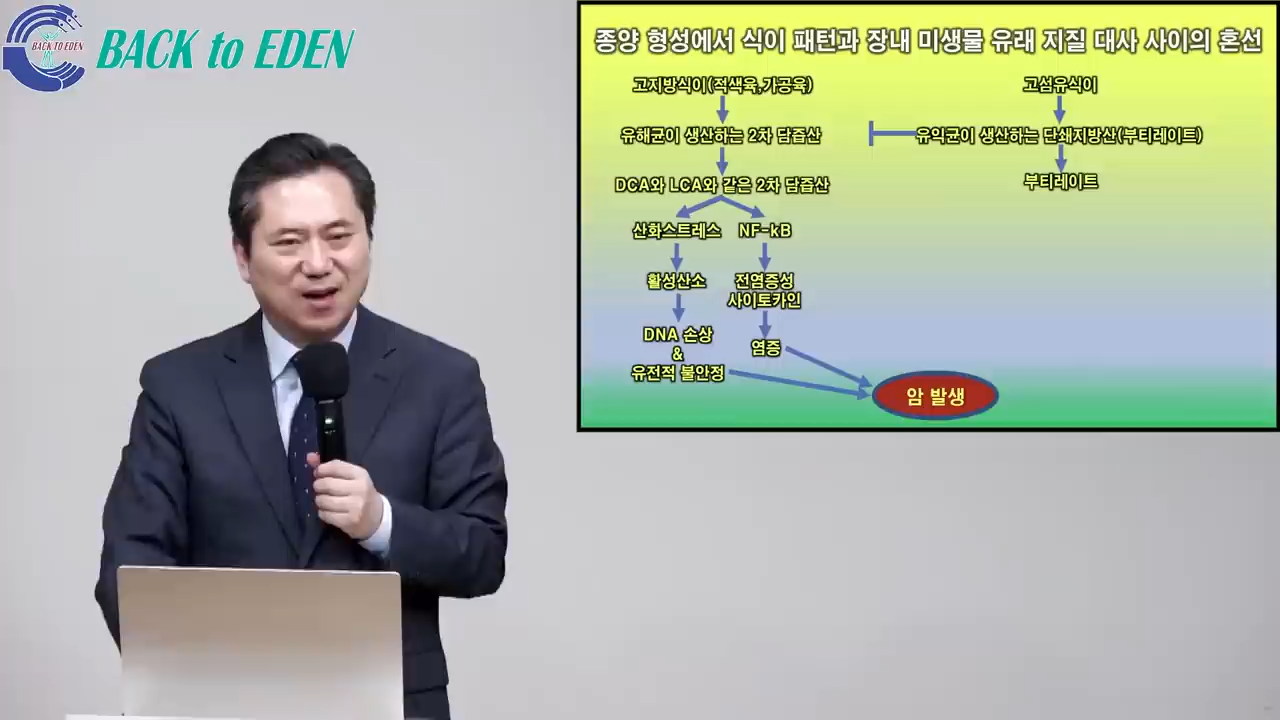 BACK TO EDEN
BACK to EDEN
종양 형성에서 식이 패턴과 장내 미생물 유래 지질 대사 사이의 혼선
고지방식이(적색육,가공육)
유해균이 생산하는 2차 담즙산
DCA와 LCA와 같은 2차 담즙산
산화스트레스
NF-kB
활성산소
전염증성
사이토카인
DNA 손상
&
유전적 불안정
염증
고섬유식이
유익균이 생산하는 단쇄지방산(부티레이트)
부티레이트
암 발생